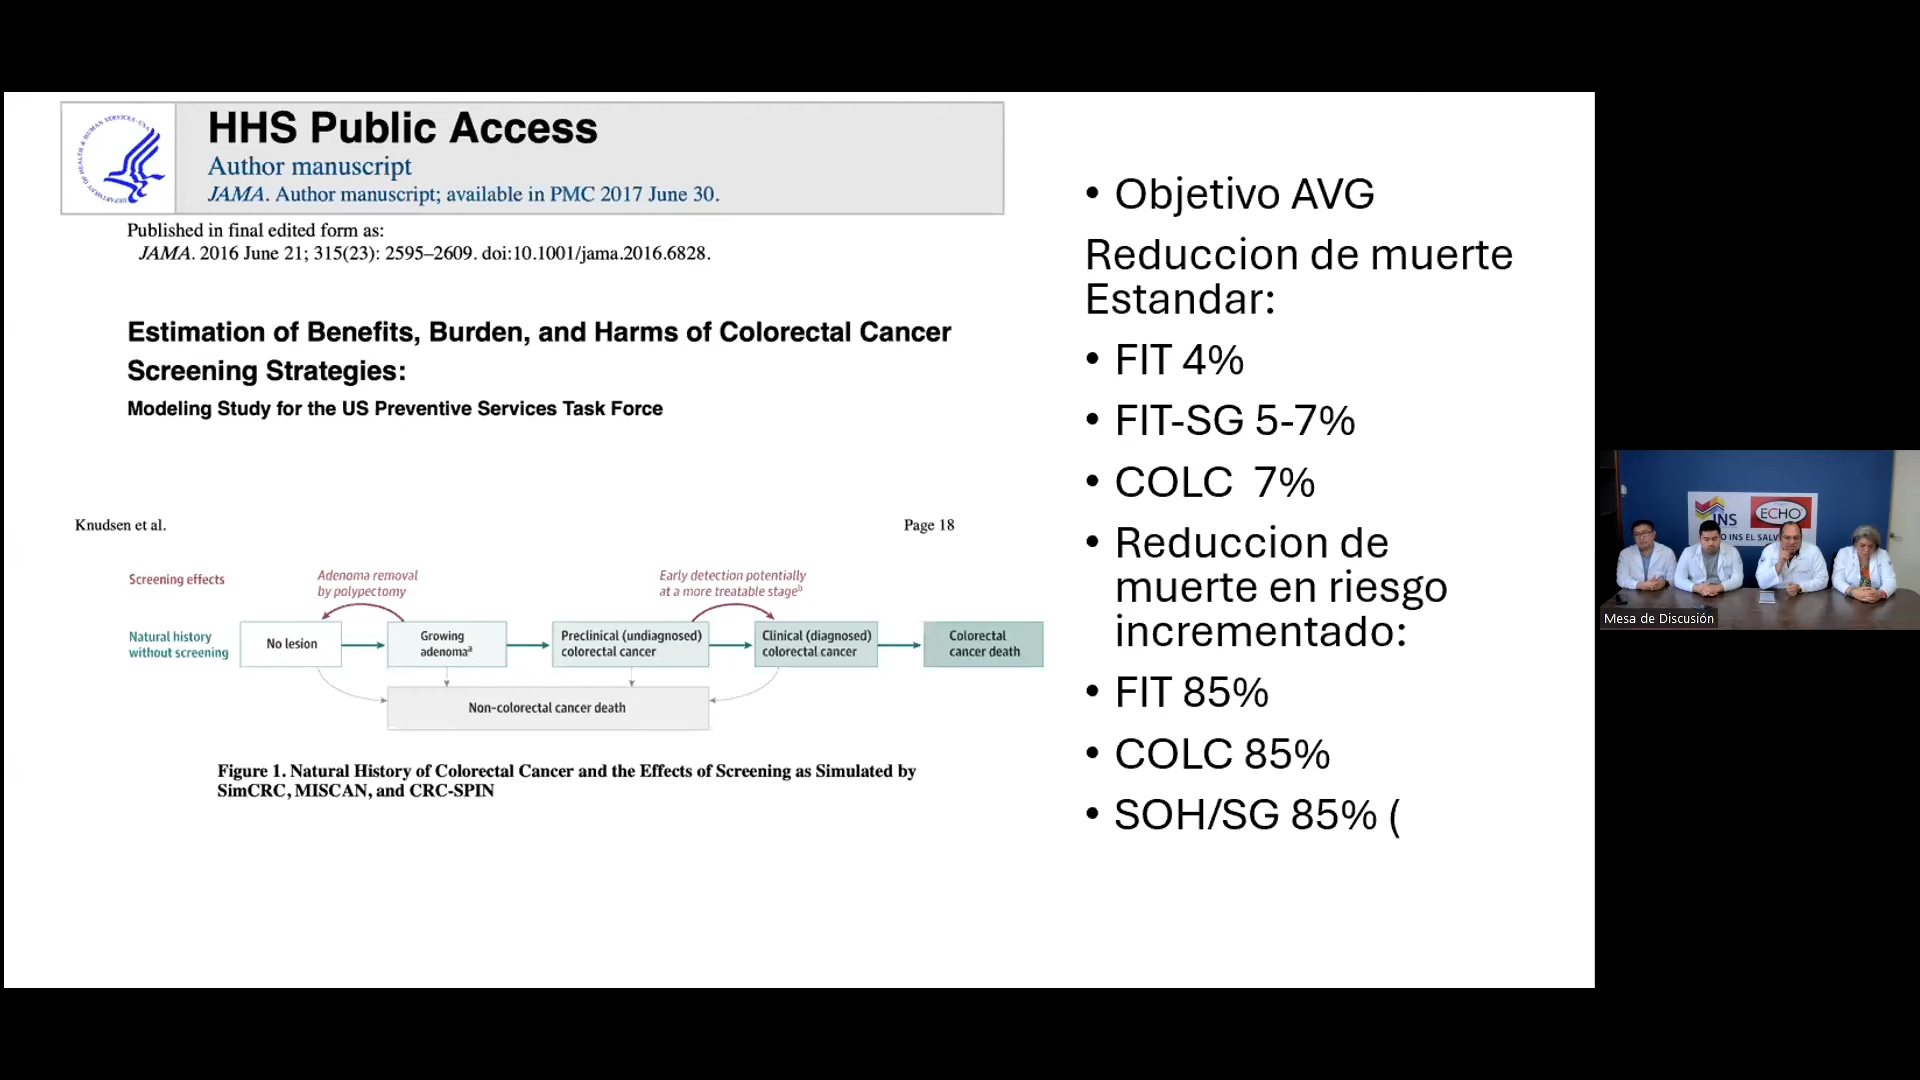 HHS Public Access
Author manuscript
JAMA. Author manuscript; available in PMC 2017 June 30.
Published in final edited form as:
JAMA. 2016 June 21; 315(23): 2595–2609. doi:10.1001/jama.2016.6828.
Estimation of Benefits, Burden, and Harms of Colorectal Cancer
Screening Strategies:
Modeling Study for the US Preventive Services Task Force
Knudsen et al.
Page 18
Screening effects
Adenoma removal
by polypectomy
Early detection potentially
at a more treatable stageᵇ
Natural history
without screening
No lesion
Growing
adenomaᵃ
Preclinical (undiagnosed)
colorectal cancer
Clinical (diagnosed)
colorectal cancer
Colorectal
cancer death
Non-colorectal cancer death
Figure 1. Natural History of Colorectal Cancer and the Effects of Screening as Simulated by
SimCRC, MISCAN, and CRC-SPIN
• Objetivo AVG
Reduccion de muerte
Estandar:
• FIT 4%
• FIT-SG 5-7%
• COLC 7%
• Reduccion de
muerte en riesgo
incrementado:
• FIT 85%
• COLC 85%
• SOH/SG 85% (
INS
ECHO
INS EL
Mesa de Discusión